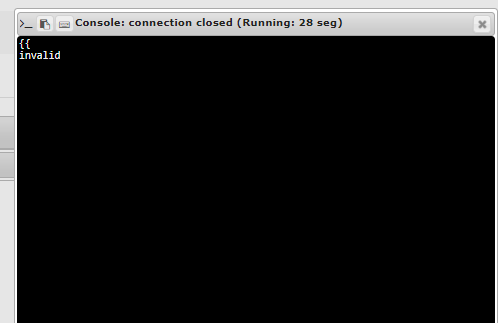 Console: connection closed (Running: 28 seg)
{{
invalid